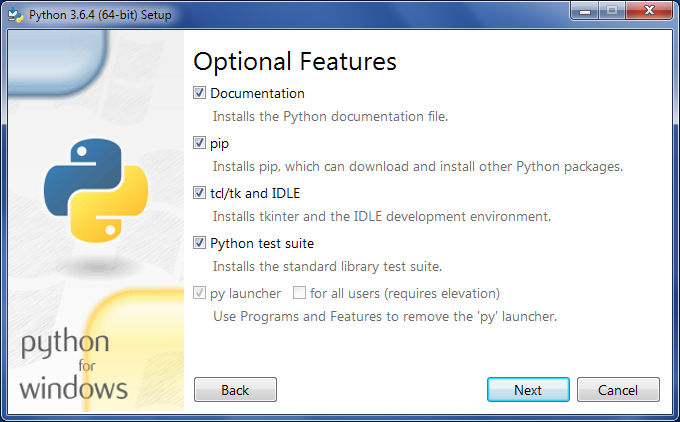 Python 3.6.4 (64-bit) Setup
Optional Features
Documentation
Installs the Python documentation file.
pip
Installs pip, which can download and install other Python packages.
tcl/tk and IDLE
Installs tkinter and the IDLE development environment.
Python test suite
Installs the standard library test suite.
py launcher for all users (requires elevation)
Use Programs and Features to remove the 'py' launcher.
python
for
windows
Back Next Cancel